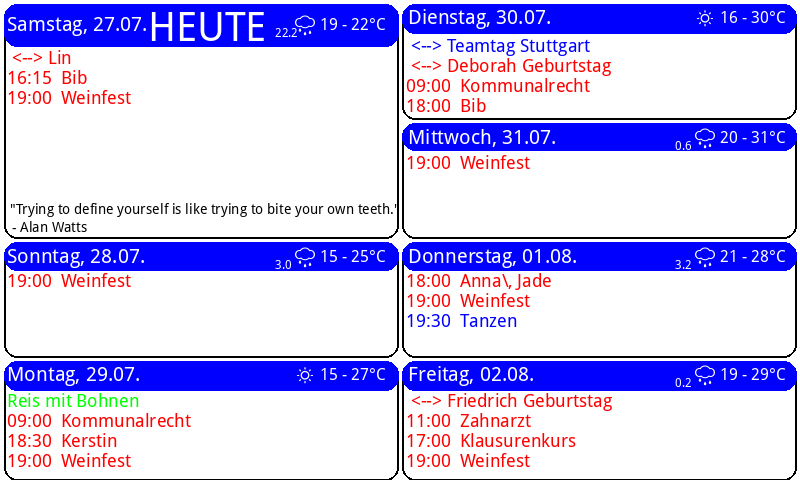 Samstag, 27.07. HEUTE 22.2 19 - 22°C
<--> Lin
16:15 Bib
19:00 Weinfest
"Trying to define yourself is like trying to bite your own teeth."
- Alan Watts
Sonntag, 28.07. 3.0 15 - 25°C
19:00 Weinfest
Montag, 29.07. 15 - 27°C
Reis mit Bohnen
09:00 Kommunalrecht
18:30 Kerstin
19:00 Weinfest
Dienstag, 30.07. 16 - 30°C
<--> Teamtag Stuttgart
<--> Deborah Geburtstag
09:00 Kommunalrecht
18:00 Bib
Mittwoch, 31.07. 0.6 20 - 31°C
19:00 Weinfest
Donnerstag, 01.08. 3.2 21 - 28°C
18:00 Anna\, Jade
19:00 Weinfest
19:30 Tanzen
Freitag, 02.08. 0.2 19 - 29°C
<--> Friedrich Geburtstag
11:00 Zahnarzt
17:00 Klausurenkurs
19:00 Weinfest